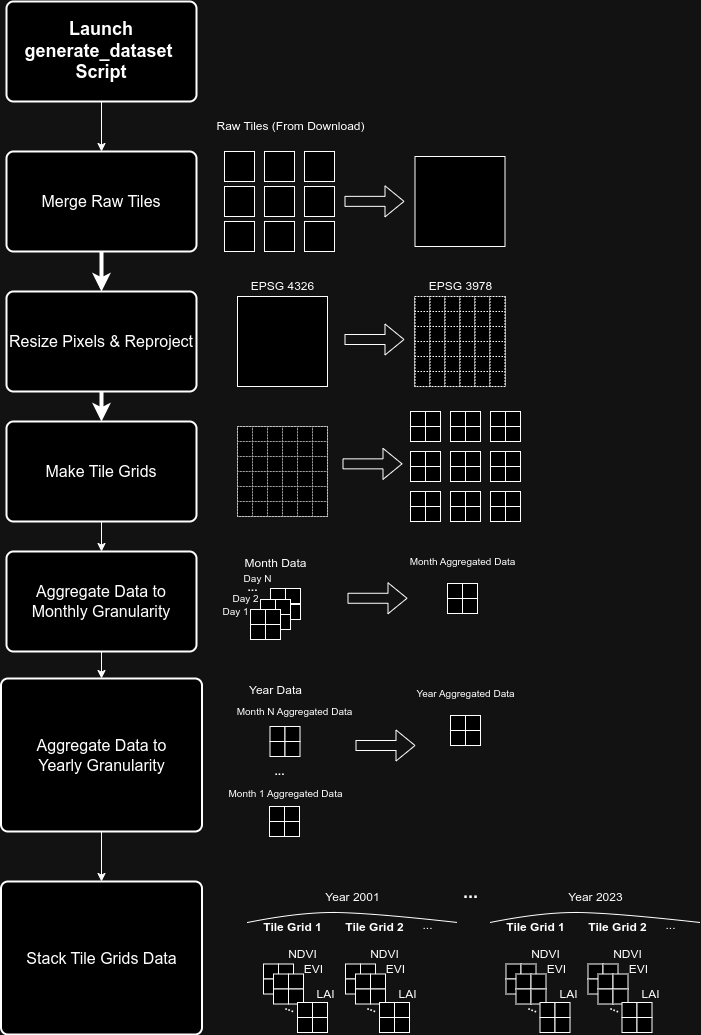 Launch
generate_dataset
Script
Raw Tiles (From Download)
Merge Raw Tiles
EPSG 4326
EPSG 3978
Resize Pixels & Reproject
Make Tile Grids
Aggregate Data to
Monthly Granularity
Month Data
Day N
...
Day 2
Day 1
Month Aggregated Data
Aggregate Data to
Yearly Granularity
Year Data
Month N Aggregated Data
...
Month 1 Aggregated Data
Year Aggregated Data
Stack Tile Grids Data
Year 2001
...
Year 2023
Tile Grid 1
Tile Grid 2
...
Tile Grid 1
Tile Grid 2
...
NDVI
EVI
LAI
...
NDVI
EVI
LAI
...
NDVI
EVI
LAI
...
NDVI
EVI
LAI
...